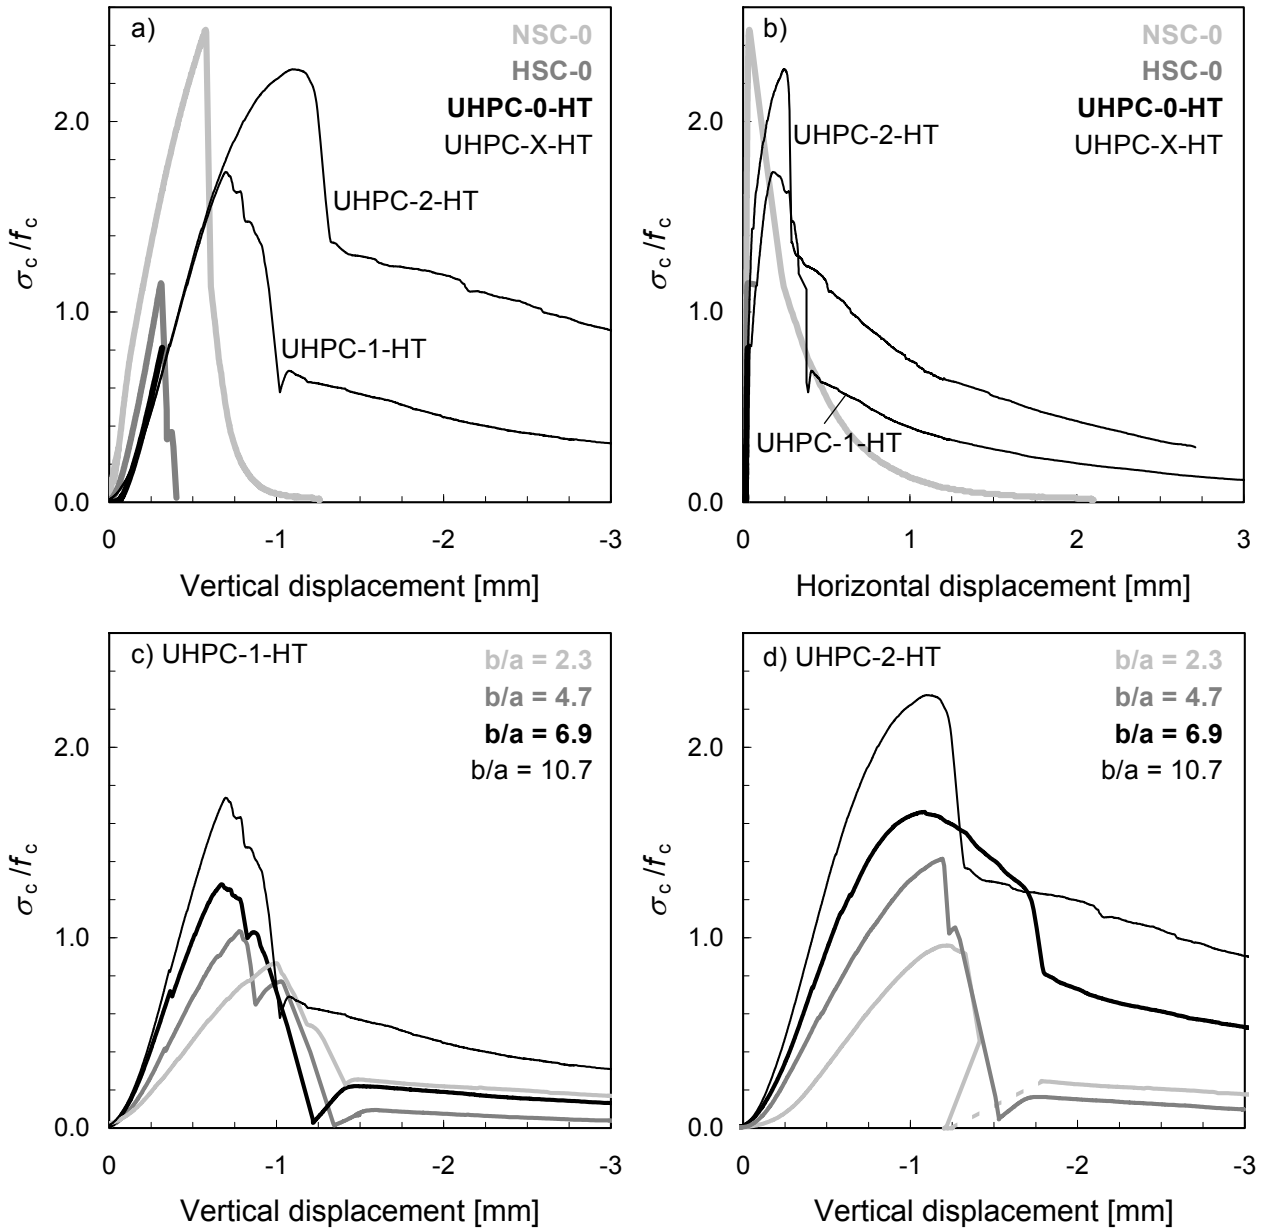 a)
NSC-0
HSC-0
UHPC-0-HT
UHPC-X-HT
UHPC-2-HT
UHPC-1-HT
2.0
1.0
0.0
σc /fc
0 -1 -2 -3
Vertical displacement [mm]
b)
NSC-0
HSC-0
UHPC-0-HT
UHPC-X-HT
UHPC-2-HT
UHPC-1-HT
2.0
1.0
0.0
σc /fc
0 1 2 3
Horizontal displacement [mm]
c) UHPC-1-HT
b/a = 2.3
b/a = 4.7
b/a = 6.9
b/a = 10.7
2.0
1.0
0.0
σc /fc
0 -1 -2 -3
Vertical displacement [mm]
d) UHPC-2-HT
b/a = 2.3
b/a = 4.7
b/a = 6.9
b/a = 10.7
2.0
1.0
0.0
σc /fc
0 -1 -2 -3
Vertical displacement [mm]